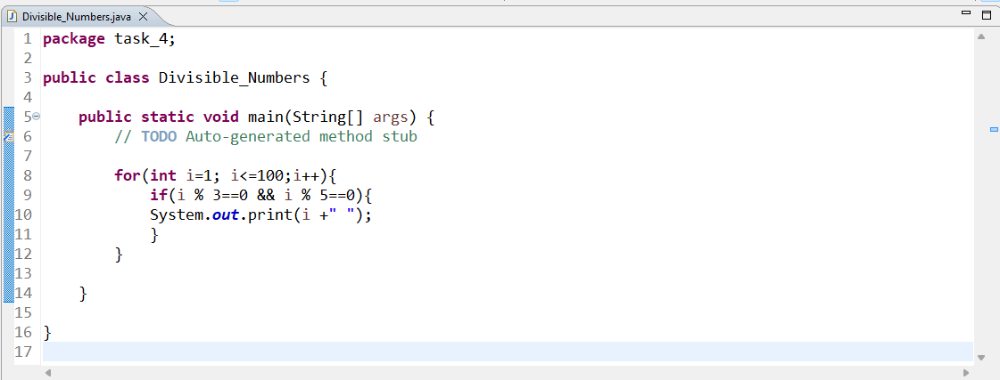 Divisible_Numbers.java
1 package task_4;
2
3 public class Divisible_Numbers {
4
5 public static void main(String[] args) {
6 // TODO Auto-generated method stub
7
8 for(int i=1; i<=100;i++){
9 if(i % 3==0 && i % 5==0){
10 System.out.print(i +" ");
11 }
12 }
13
14 }
15
16 }
17